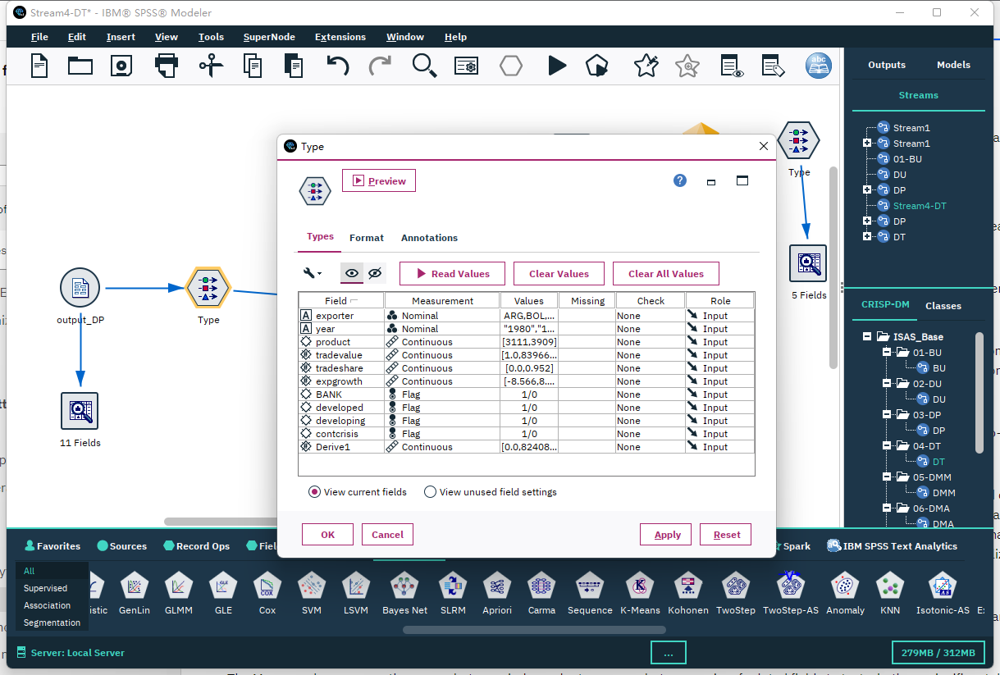 Stream4-DT* - IBM® SPSS® Modeler
File Edit Insert View Tools SuperNode Extensions Window Help
abc
Outputs Models
Streams
Stream1
Stream1
01-BU
DU
DP
Stream4-DT
DP
DT
Type
5 Fields
output_DP
Type
11 Fields
Type
Preview
?
Types Format Annotations
Read Values Clear Values Clear All Values
Field Measurement Values Missing Check Role
A exporter Nominal ARG,BOL,... None Input
A year Nominal "1980","1... None Input
product Continuous [3111,3909] None Input
tradevalue Continuous [1.0,83966... None Input
tradeshare Continuous [0.0,0.952] None Input
expgrowth Continuous [-8.566,8.... None Input
BANK Flag 1/0 None Input
developed Flag 1/0 None Input
developing Flag 1/0 None Input
contcrisis Flag 1/0 None Input
Derive1 Continuous [0.0,82408... None Input
View current fields View unused field settings
OK Cancel Apply Reset
CRISP-DM Classes
ISAS_Base
01-BU
BU
02-DU
DU
03-DP
DP
04-DT
DT
05-DMM
DMM
06-DMA
DMA
Favorites Sources Record Ops Spark IBM SPSS Text Analytics
All
Supervised
Association
Segmentation
GenLin GLMM GLE Cox SVM LSVM Bayes Net SLRM Apriori Carma Sequence K-Means Kohonen TwoStep TwoStep-AS Anomaly KNN Isotonic-AS
Server: Local Server ... 279MB / 312MB